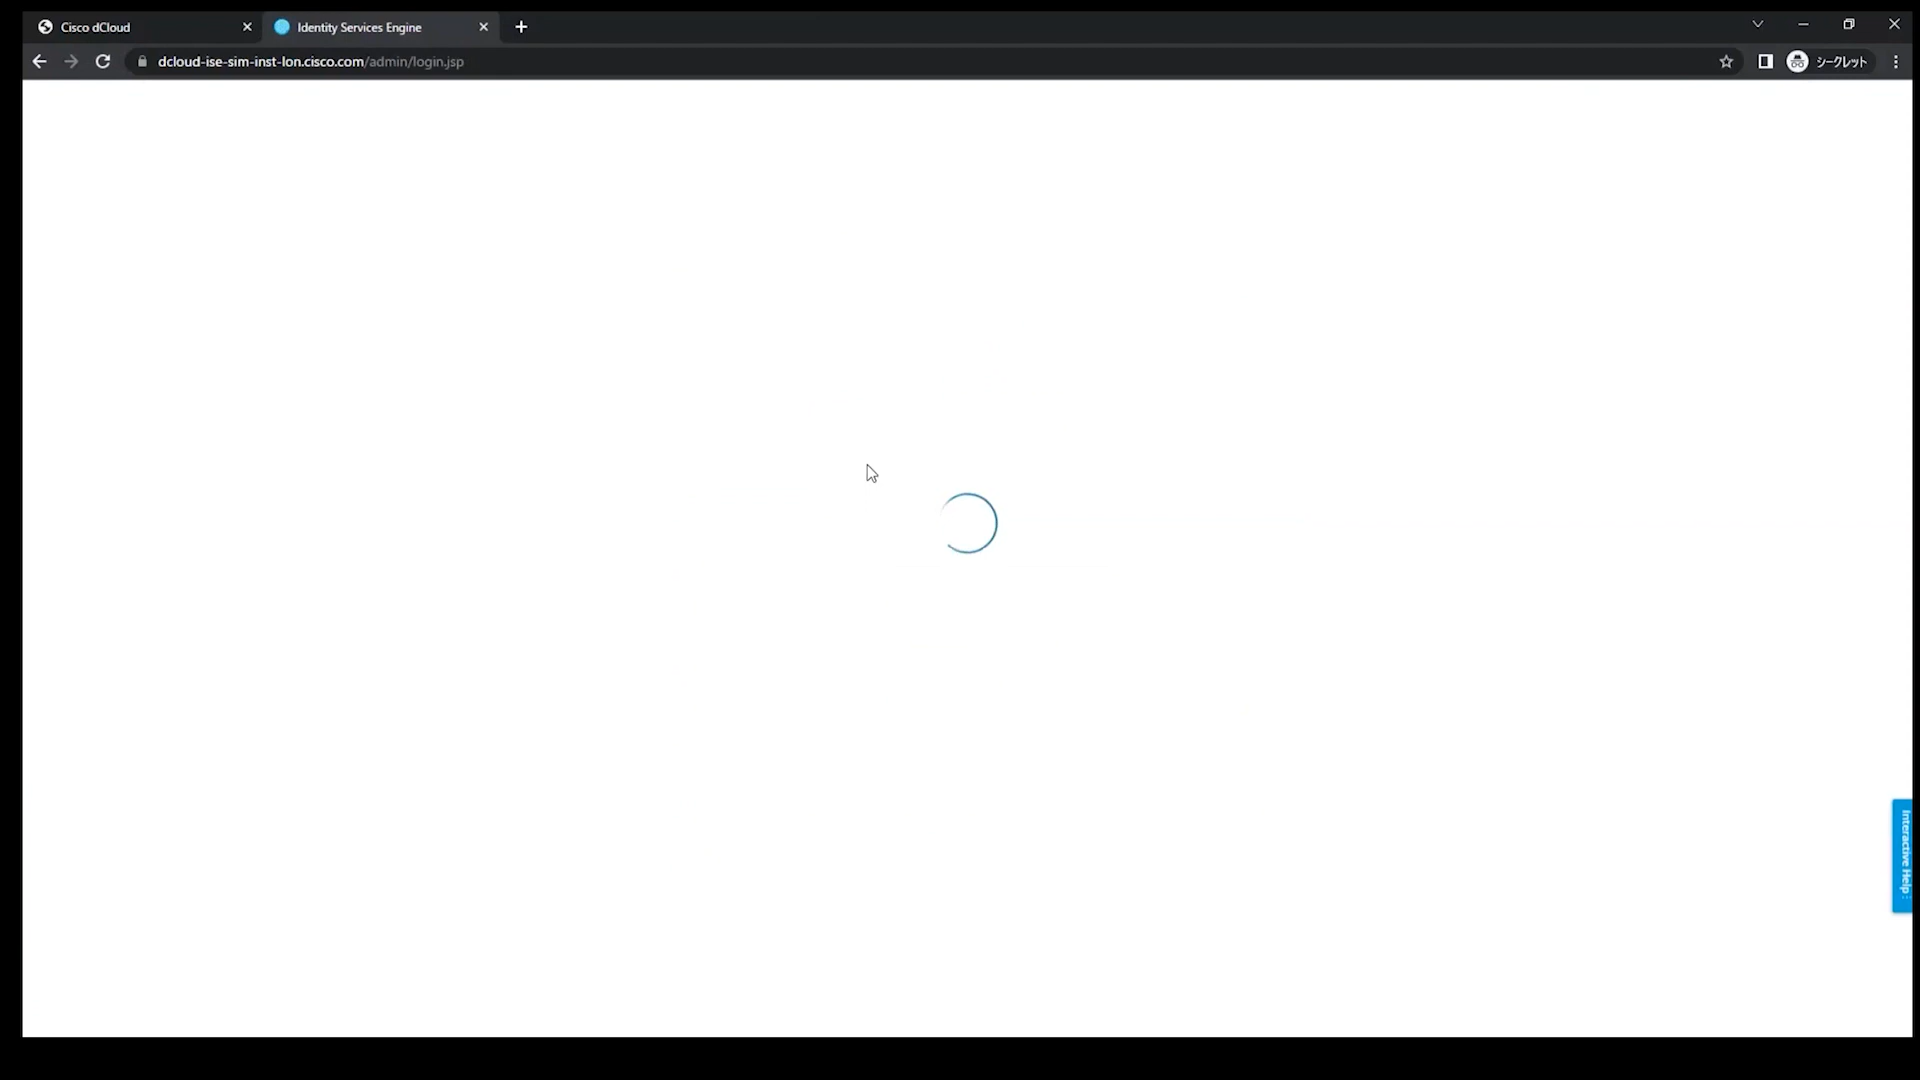 Cisco dCloud
Identity Services Engine
dcloud-ise-sim-inst-lon.cisco.com/admin/login.jsp
シークレット
Interactive Help